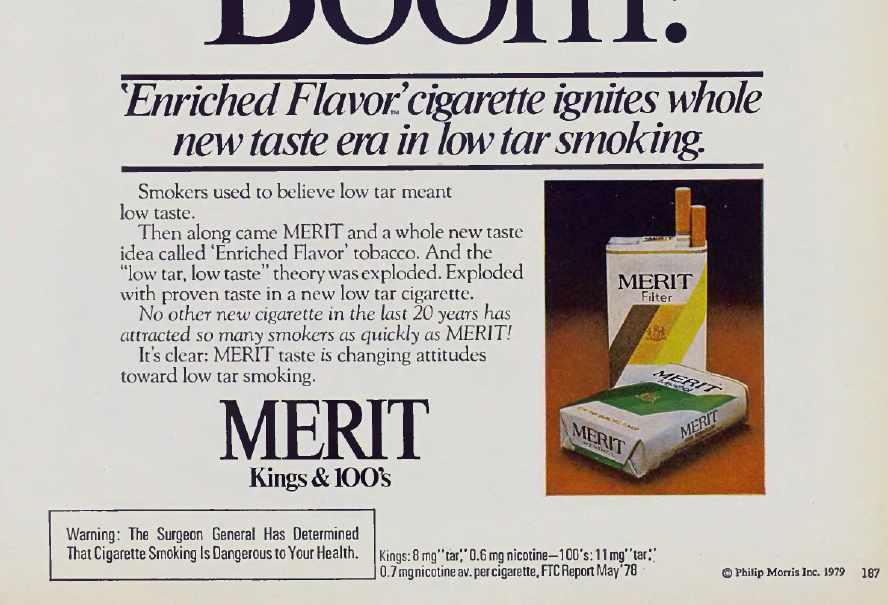 Boom!
'Enriched Flavor,'™ cigarette ignites whole
new taste era in low tar smoking.
Smokers used to believe low tar meant
low taste.
Then along came MERIT and a whole new taste
idea called 'Enriched Flavor' tobacco. And the
"low tar, low taste" theory was exploded. Exploded
with proven taste in a new low tar cigarette.
No other new cigarette in the last 20 years has
attracted so many smokers as quickly as MERIT!
It's clear: MERIT taste is changing attitudes
toward low tar smoking.
MERIT
Kings & 100's
MERIT
Filter
MERIT
Menthol
MERIT
MERIT
Warning: The Surgeon General Has Determined
That Cigarette Smoking Is Dangerous to Your Health.
Kings: 8 mg "tar," 0.6 mg nicotine—100's: 11 mg "tar,"
0.7 mg nicotine av. per cigarette, FTC Report May '78
© Philip Morris Inc. 1979 187